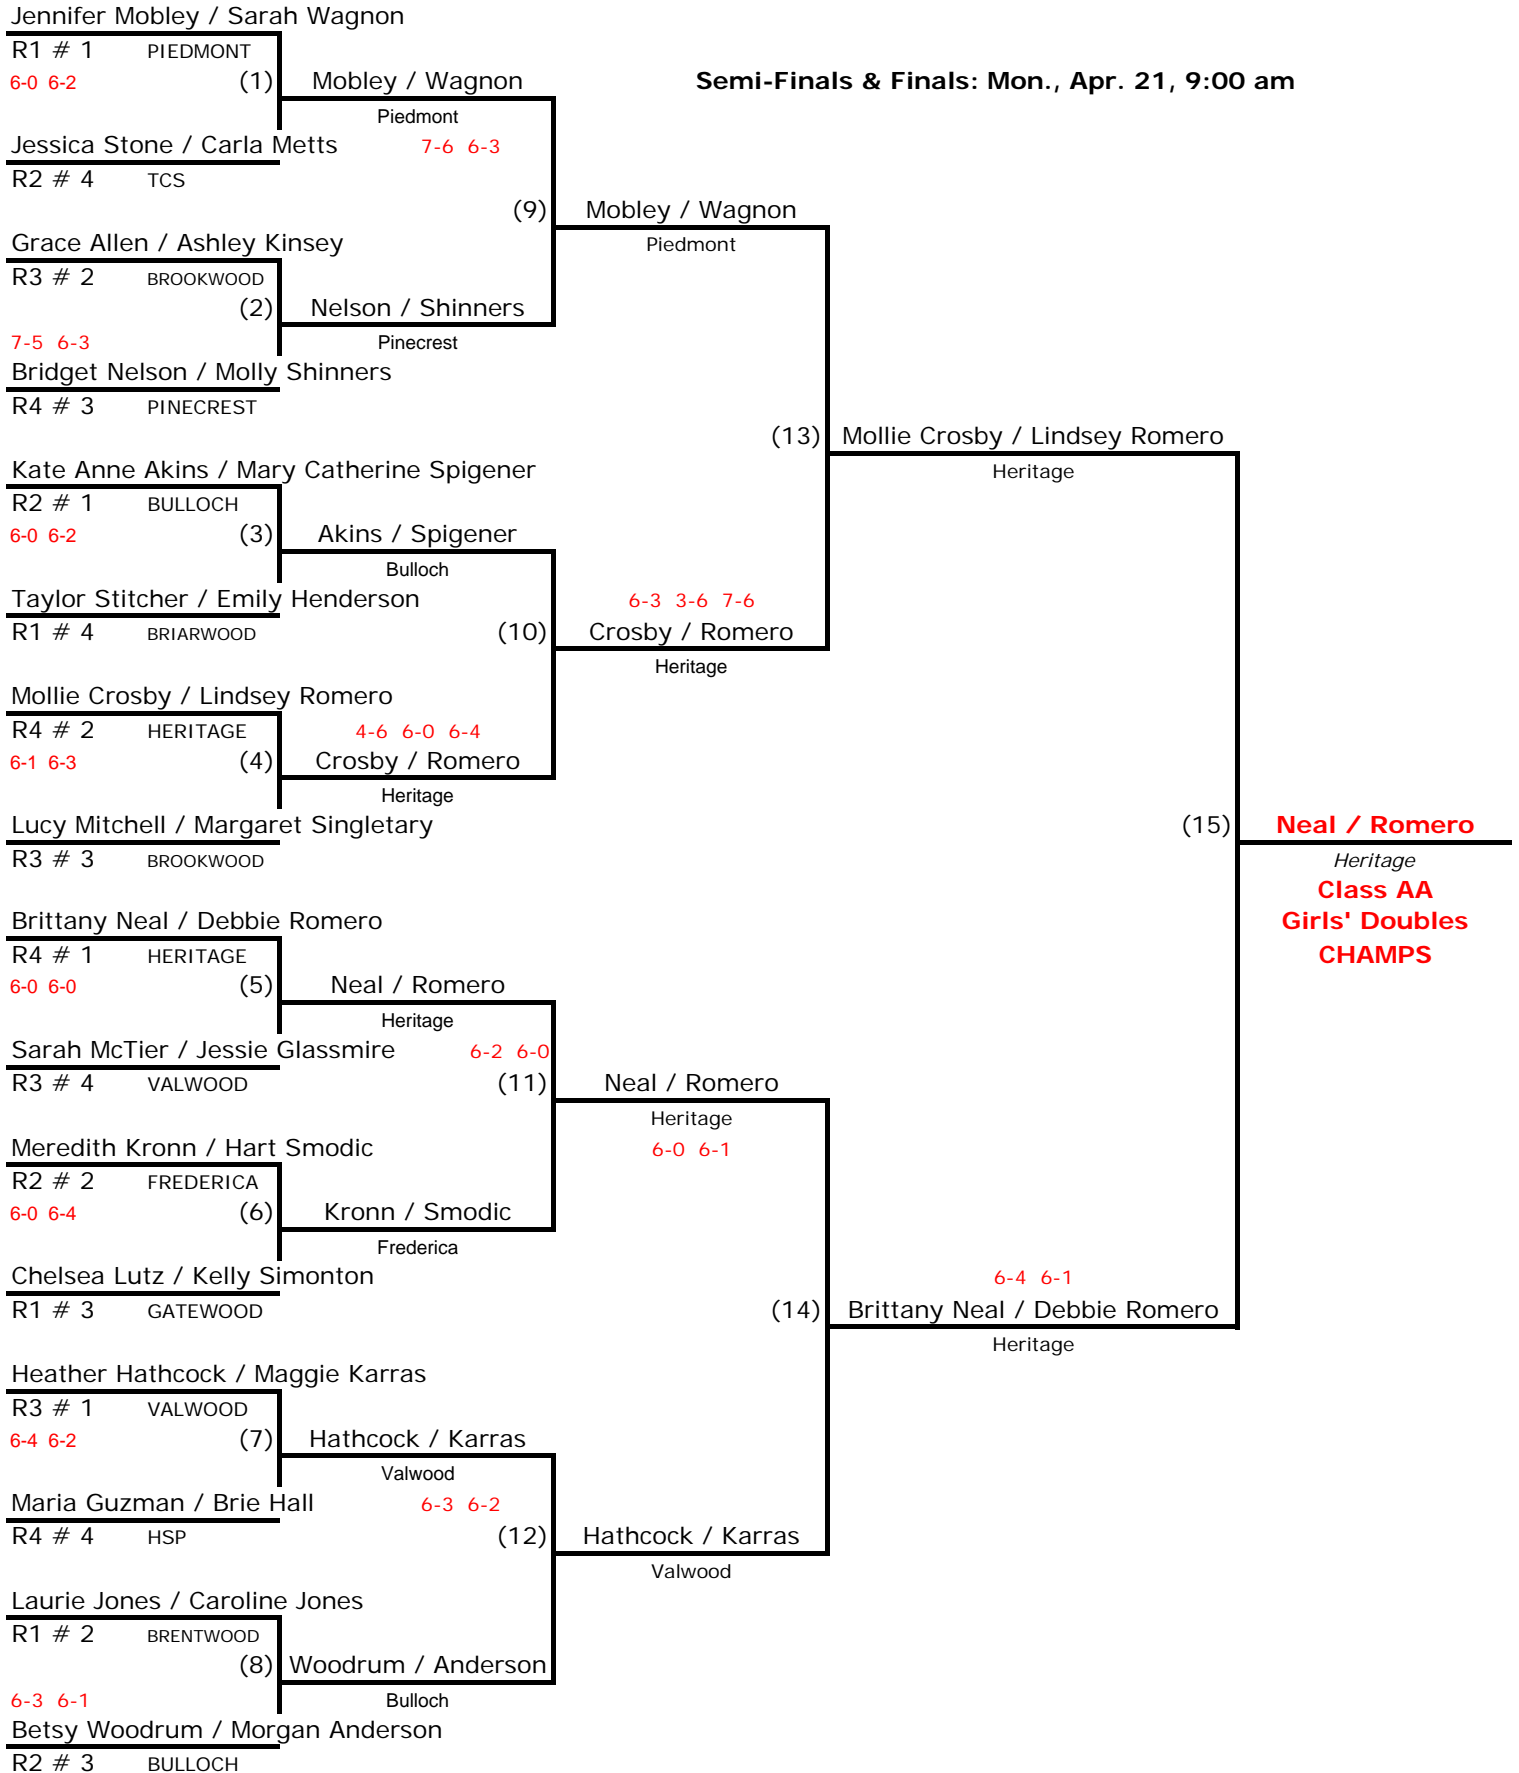 Jennifer Mobley / Sarah Wagnon
R1 # 1 PIEDMONT
6-0 6-2 (1) Mobley / Wagnon Semi-Finals & Finals: Mon., Apr. 21, 9:00 am
Piedmont
Jessica Stone / Carla Metts 7-6 6-3
R2 # 4 TCS
(9) Mobley / Wagnon
Grace Allen / Ashley Kinsey Piedmont
R3 # 2 BROOKWOOD
(2) Nelson / Shinners
7-5 6-3 Pinecrest
Bridget Nelson / Molly Shinners
R4 # 3 PINECREST
(13) Mollie Crosby / Lindsey Romero
Kate Anne Akins / Mary Catherine Spigener Heritage
R2 # 1 BULLOCH
6-0 6-2 (3) Akins / Spigener
Bulloch
Taylor Stitcher / Emily Henderson 6-3 3-6 7-6
R1 # 4 BRIARWOOD (10) Crosby / Romero
Heritage
Mollie Crosby / Lindsey Romero
R4 # 2 HERITAGE 4-6 6-0 6-4
6-1 6-3 (4) Crosby / Romero
Heritage
Lucy Mitchell / Margaret Singletary (15) Neal / Romero
R3 # 3 BROOKWOOD Heritage
Class AA
Brittany Neal / Debbie Romero Girls' Doubles
R4 # 1 HERITAGE CHAMPS
6-0 6-0 (5) Neal / Romero
Heritage
Sarah McTier / Jessie Glassmire 6-2 6-0
R3 # 4 VALWOOD (11) Neal / Romero
Heritage
Meredith Kronn / Hart Smodic 6-0 6-1
R2 # 2 FREDERICA
6-0 6-4 (6) Kronn / Smodic
Frederica
Chelsea Lutz / Kelly Simonton 6-4 6-1
R1 # 3 GATEWOOD (14) Brittany Neal / Debbie Romero
Heritage
Heather Hathcock / Maggie Karras
R3 # 1 VALWOOD
6-4 6-2 (7) Hathcock / Karras
Valwood
Maria Guzman / Brie Hall 6-3 6-2
R4 # 4 HSP (12) Hathcock / Karras
Valwood
Laurie Jones / Caroline Jones
R1 # 2 BRENTWOOD
(8) Woodrum / Anderson
6-3 6-1 Bulloch
Betsy Woodrum / Morgan Anderson
R2 # 3 BULLOCH